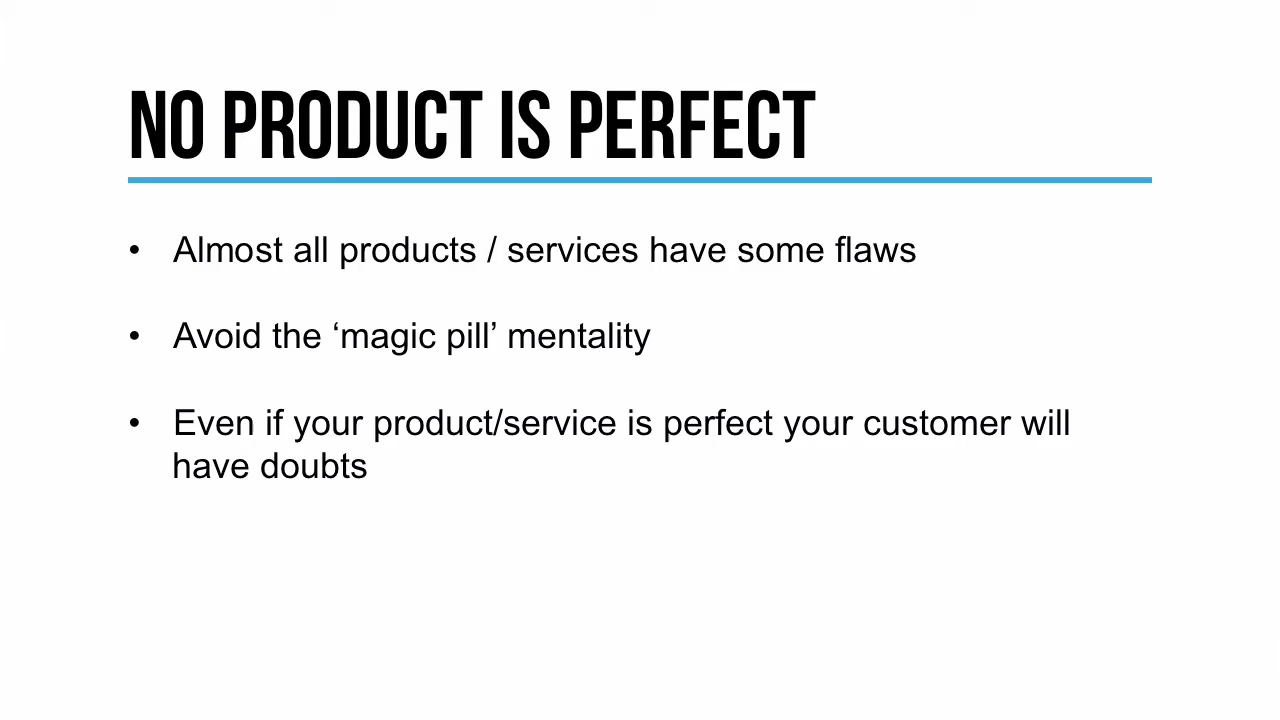 NO PRODUCT IS PERFECT
• Almost all products / services have some flaws
• Avoid the ‘magic pill’ mentality
• Even if your product/service is perfect your customer will
have doubts